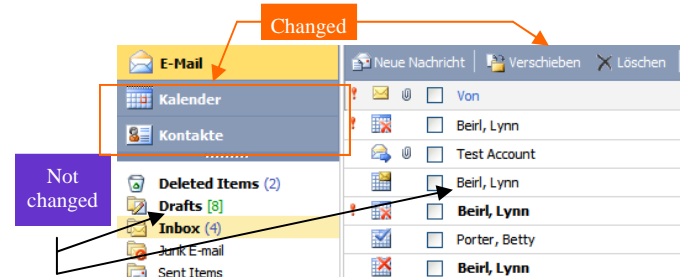 Changed
E-Mail
Kalender
Kontakte
Not
changed
Deleted Items (2)
Drafts [8]
Inbox (4)
Junk E-mail
Sent Items
Neue Nachricht Verschieben Löschen
! Von
! Beirl, Lynn
Test Account
Beirl, Lynn
! Beirl, Lynn
Porter, Betty
Beirl, Lynn